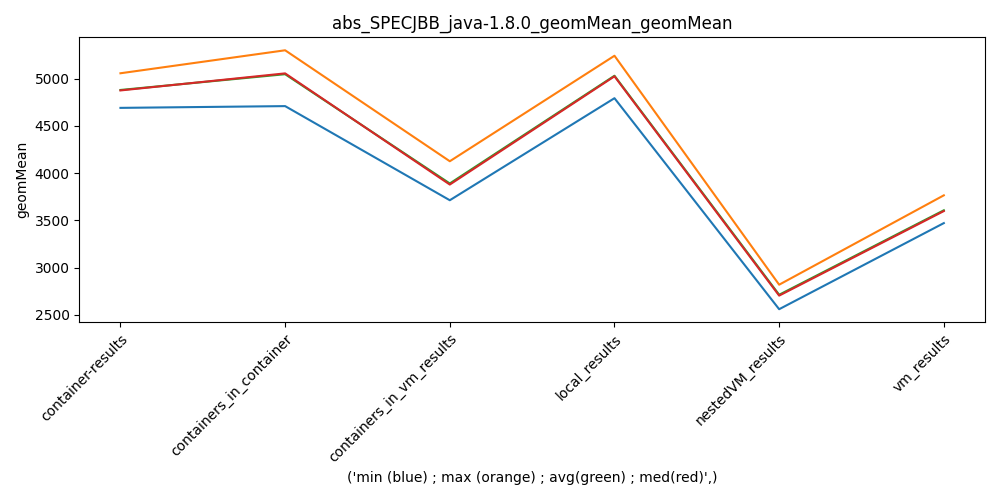 abs_SPECJBB_java-1.8.0_geomMean_geomMean
geomMean
5000
4500
4000
3500
3000
2500
container-results
containers_in_container
containers_in_vm_results
local_results
nestedVM_results
vm_results
('min (blue) ; max (orange) ; avg(green) ; med(red)',)